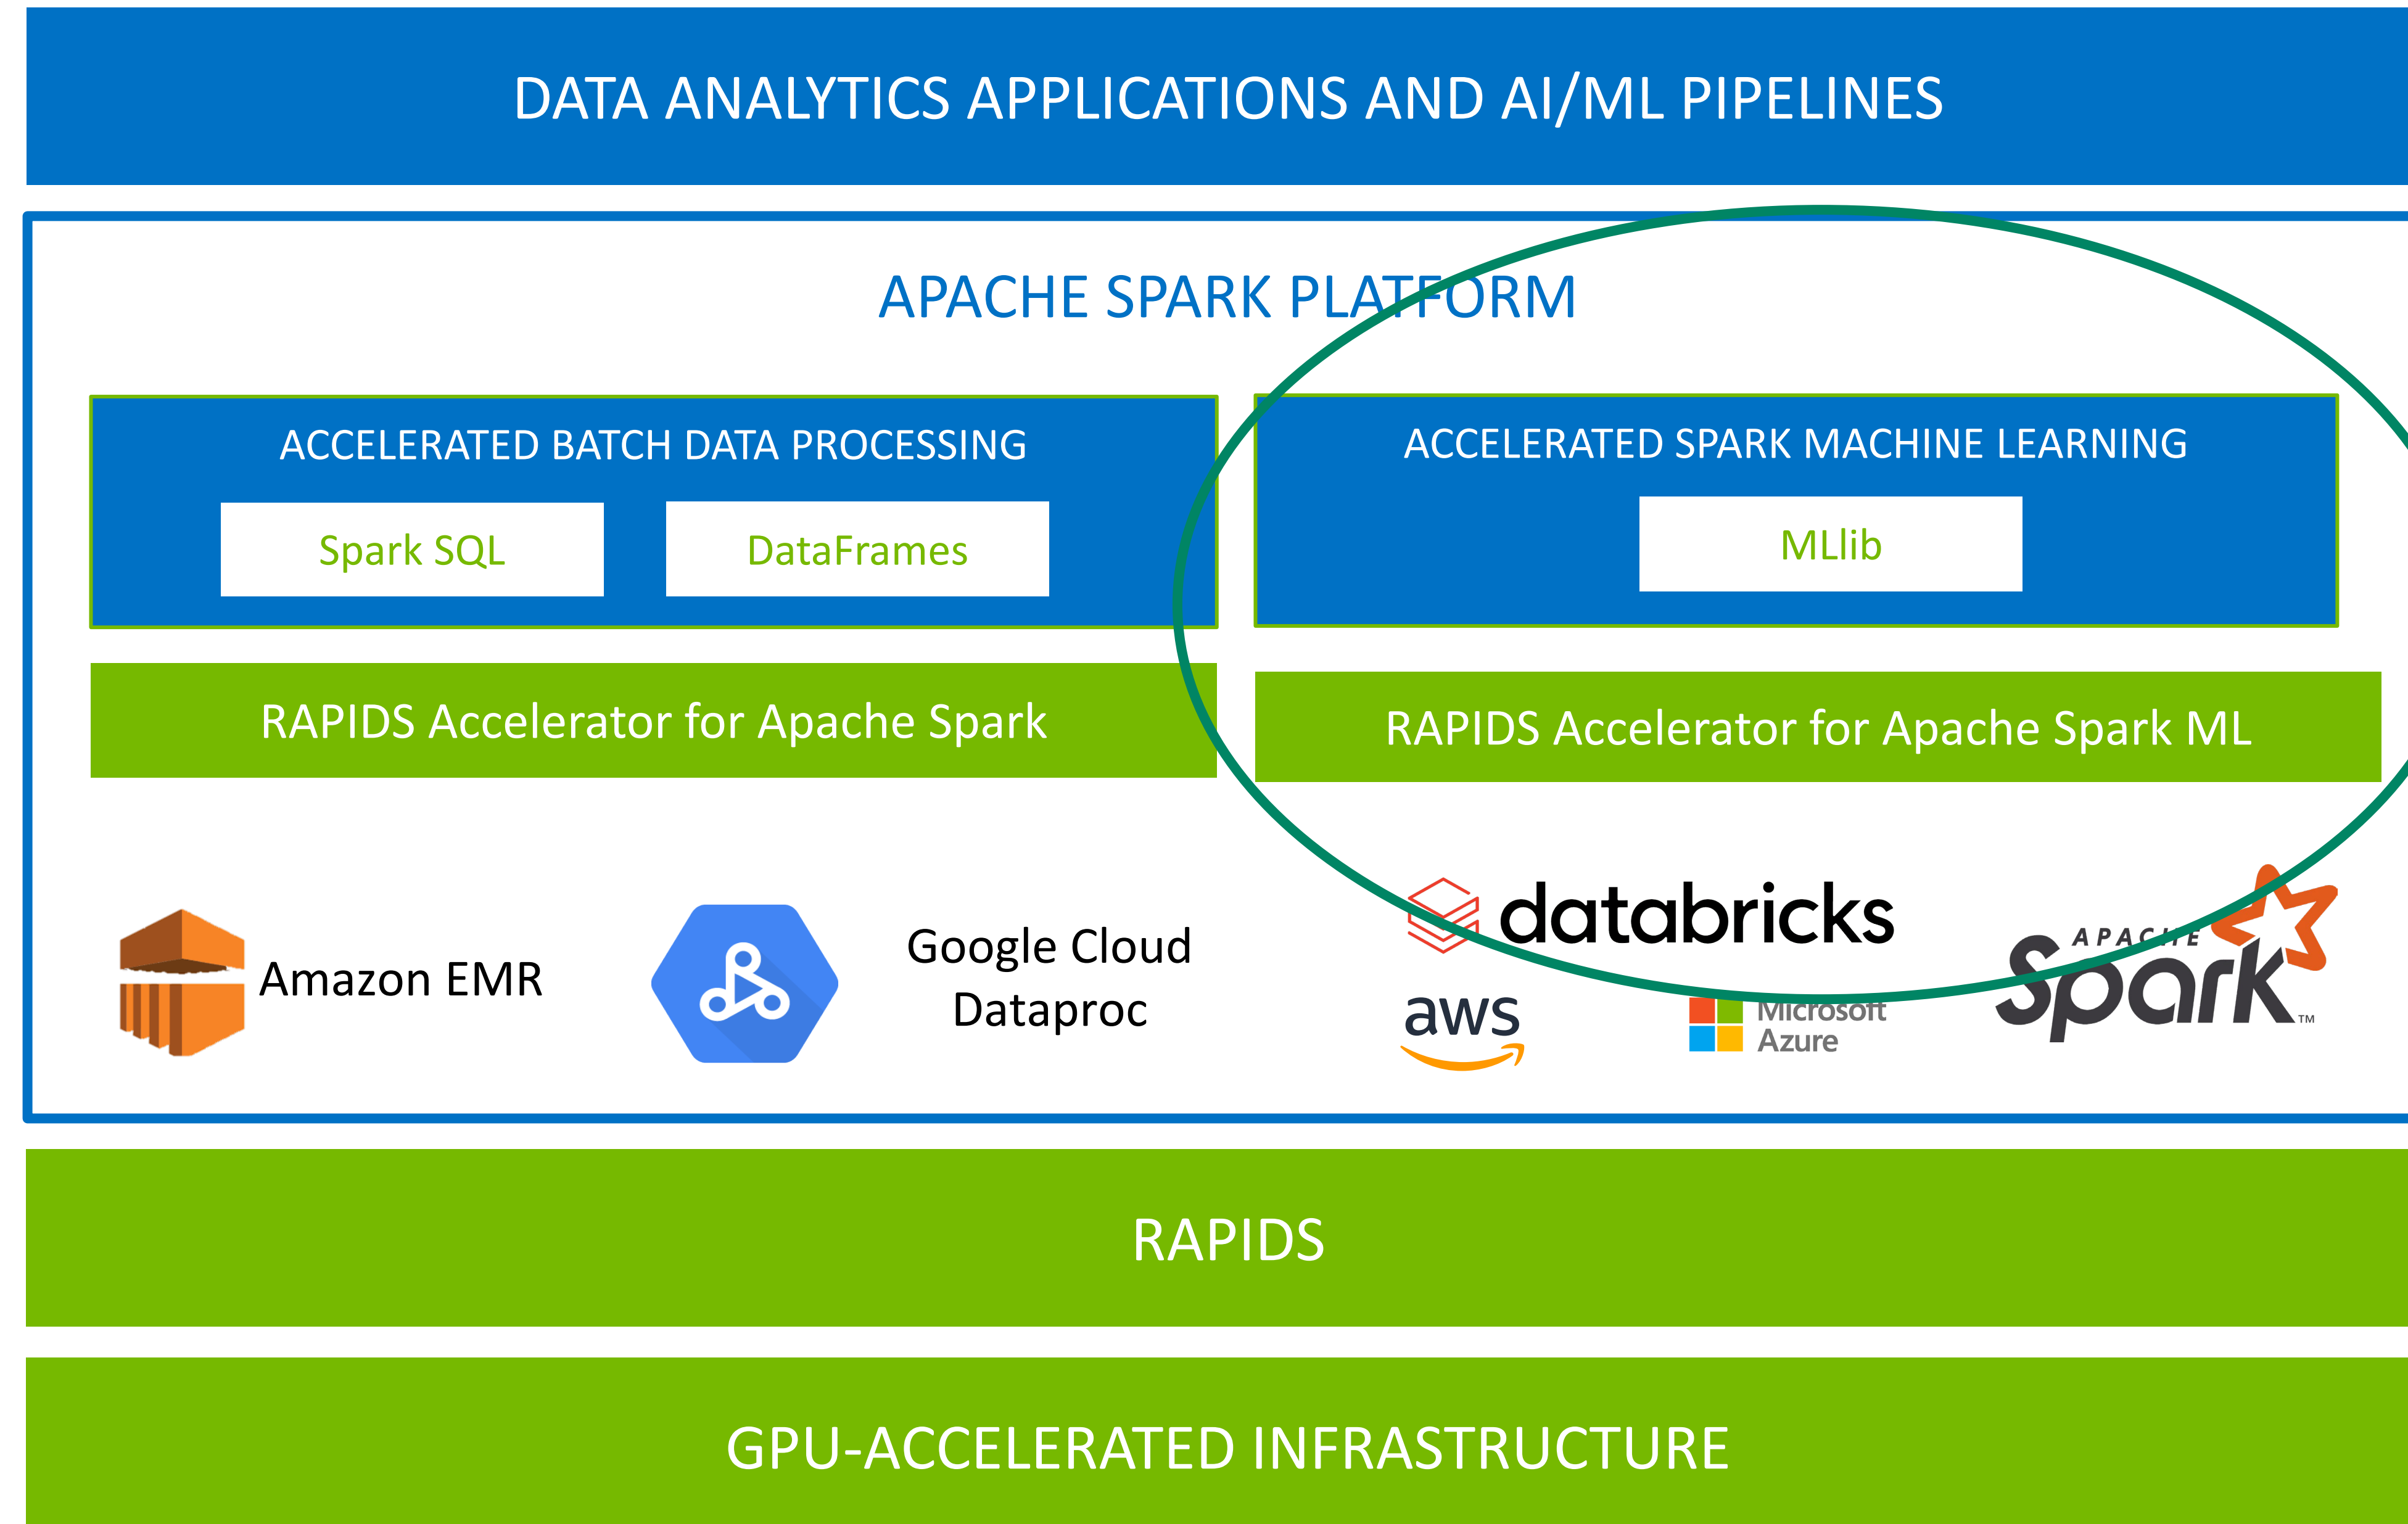 DATA ANALYTICS APPLICATIONS AND AI/ML PIPELINES
APACHE SPARK PLATFORM
ACCELERATED BATCH DATA PROCESSING
Spark SQL
DataFrames
ACCELERATED SPARK MACHINE LEARNING
MLlib
RAPIDS Accelerator for Apache Spark
RAPIDS Accelerator for Apache Spark ML
Amazon EMR
Google Cloud
Dataproc
databricks
aws
Microsoft
Azure
APACHE
Spark™
RAPIDS
GPU-ACCELERATED INFRASTRUCTURE